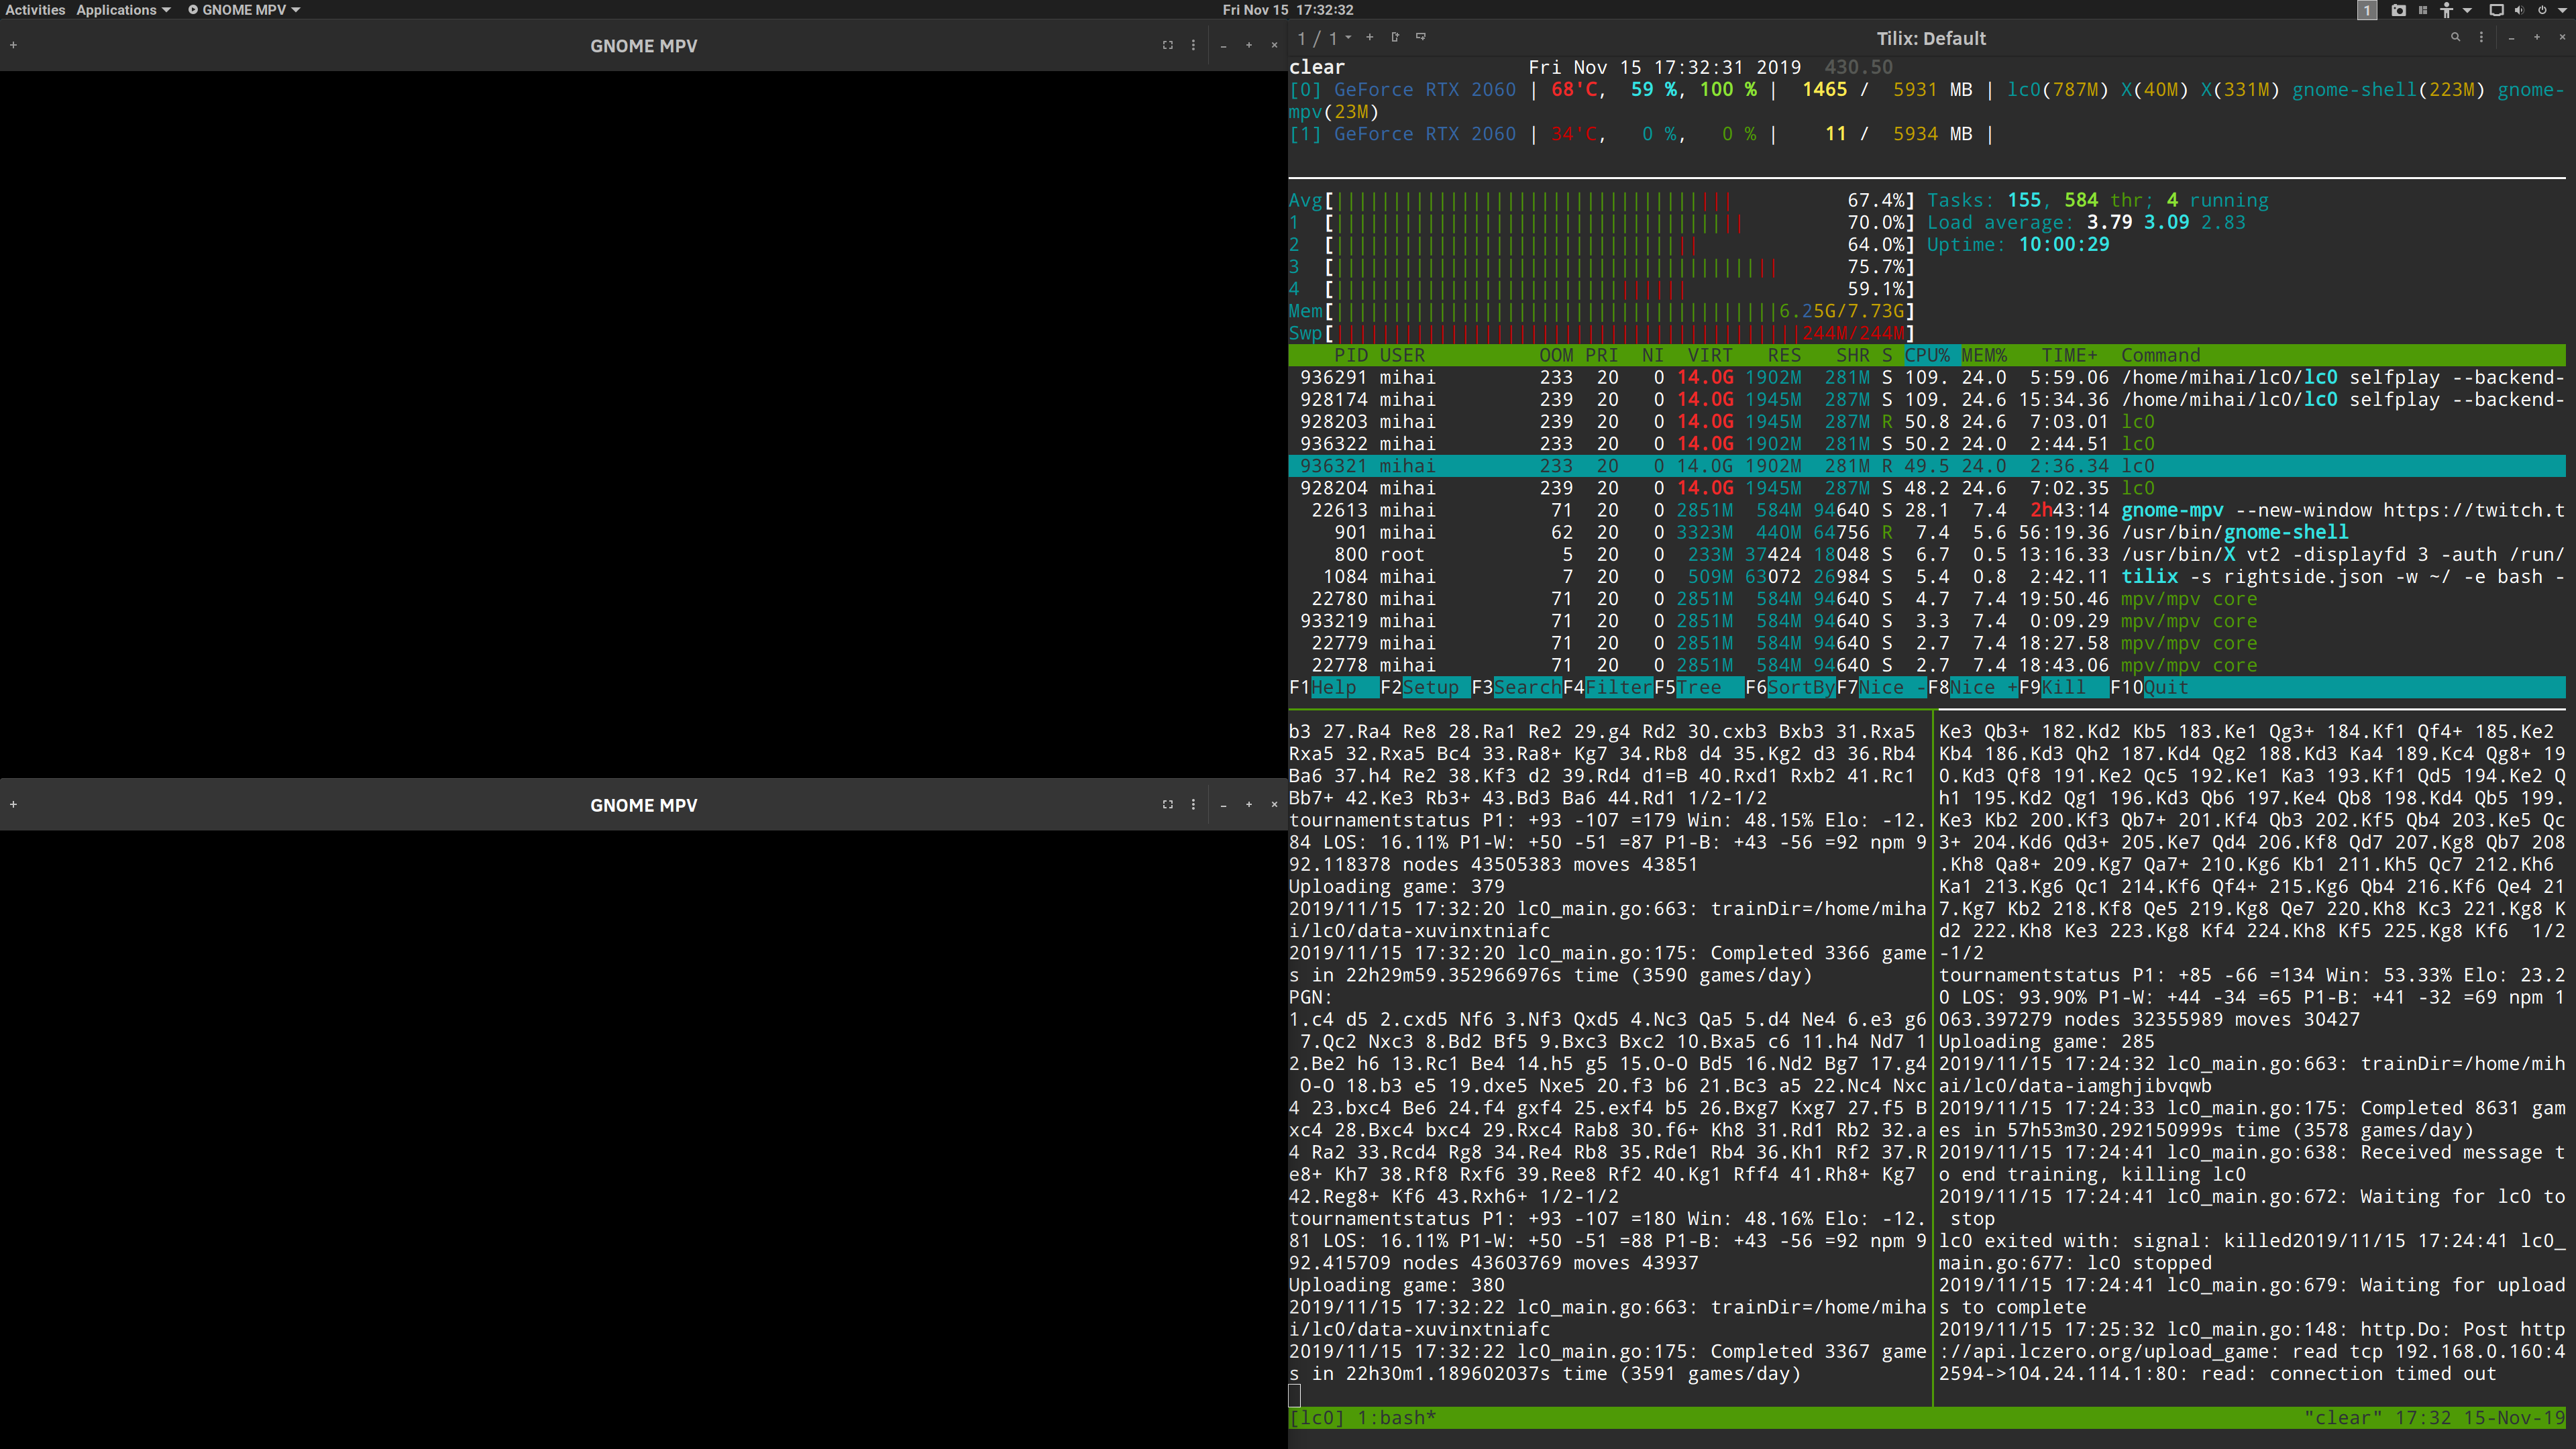 Activities Applications GNOME MPV Fri Nov 15 17:32:32 1
GNOME MPV
GNOME MPV
1 / 1 Tilix: Default
clear Fri Nov 15 17:32:31 2019 430.50
[0] GeForce RTX 2060 | 68'C, 59 %, 100 % | 1465 / 5931 MB | lc0(787M) X(40M) X(331M) gnome-shell(223M) gnome-
mpv(23M)
[1] GeForce RTX 2060 | 34'C, 0 %, 0 % | 11 / 5934 MB |
Avg[ 67.4%] Tasks: 155, 584 thr; 4 running
1 [ 70.0%] Load average: 3.79 3.09 2.83
2 [ 64.0%] Uptime: 10:00:29
3 [ 75.7%]
4 [ 59.1%]
Mem[ 6.25G/7.73G]
Swp[ 244M/244M]
PID USER OOM PRI NI VIRT RES SHR S CPU% MEM% TIME+ Command
936291 mihai 233 20 0 14.0G 1902M 281M S 109. 24.0 5:59.06 /home/mihai/lc0/lc0 selfplay --backend-
928174 mihai 239 20 0 14.0G 1945M 287M S 109. 24.6 15:34.36 /home/mihai/lc0/lc0 selfplay --backend-
928203 mihai 239 20 0 14.0G 1945M 287M R 50.8 24.6 7:03.01 lc0
936322 mihai 233 20 0 14.0G 1902M 281M S 50.2 24.0 2:44.51 lc0
936321 mihai 233 20 0 14.0G 1902M 281M R 49.5 24.0 2:36.34 lc0
928204 mihai 239 20 0 14.0G 1945M 287M S 48.2 24.6 7:02.35 lc0
22613 mihai 71 20 0 2851M 584M 94640 S 28.1 7.4 2h43:14 gnome-mpv --new-window https://twitch.t
901 mihai 62 20 0 3323M 440M 64756 R 7.4 5.6 56:19.36 /usr/bin/gnome-shell
800 root 5 20 0 233M 37424 18048 S 6.7 0.5 13:16.33 /usr/bin/X vt2 -displayfd 3 -auth /run/
1084 mihai 7 20 0 509M 63072 26984 S 5.4 0.8 2:42.11 tilix -s rightside.json -w ~/ -e bash -
22780 mihai 71 20 0 2851M 584M 94640 S 4.7 7.4 19:50.46 mpv/mpv core
933219 mihai 71 20 0 2851M 584M 94640 S 3.3 7.4 0:09.29 mpv/mpv core
22779 mihai 71 20 0 2851M 584M 94640 S 2.7 7.4 18:27.58 mpv/mpv core
22778 mihai 71 20 0 2851M 584M 94640 S 2.7 7.4 18:43.06 mpv/mpv core
F1Help F2Setup F3SearchF4FilterF5Tree F6SortByF7Nice -F8Nice +F9Kill F10Quit
b3 27.Ra4 Re8 28.Ra1 Re2 29.g4 Rd2 30.cxb3 Bxb3 31.Rxa5
Rxa5 32.Rxa5 Bc4 33.Ra8+ Kg7 34.Rb8 d4 35.Kg2 d3 36.Rb4
Ba6 37.h4 Re2 38.Kf3 d2 39.Rd4 d1=B 40.Rxd1 Rxb2 41.Rc1
Bb7+ 42.Ke3 Rb3+ 43.Bd3 Ba6 44.Rd1 1/2-1/2
tournamentstatus P1: +93 -107 =179 Win: 48.15% Elo: -12.
84 LOS: 16.11% P1-W: +50 -51 =87 P1-B: +43 -56 =92 npm 9
92.118378 nodes 43505383 moves 43851
Uploading game: 379
2019/11/15 17:32:20 lc0_main.go:663: trainDir=/home/miha
i/lc0/data-xuvinxtniafc
2019/11/15 17:32:20 lc0_main.go:175: Completed 3366 game
s in 22h29m59.352966976s time (3590 games/day)
PGN:
1.c4 d5 2.cxd5 Nf6 3.Nf3 Qxd5 4.Nc3 Qa5 5.d4 Ne4 6.e3 g6
7.Qc2 Nxc3 8.Bd2 Bf5 9.Bxc3 Bxc2 10.Bxa5 c6 11.h4 Nd7 1
2.Be2 h6 13.Rc1 Be4 14.h5 g5 15.O-O Bd5 16.Nd2 Bg7 17.g4
O-O 18.b3 e5 19.dxe5 Nxe5 20.f3 b6 21.Bc3 a5 22.Nc4 Nxc
4 23.bxc4 Be6 24.f4 gxf4 25.exf4 b5 26.Bxg7 Kxg7 27.f5 B
xc4 28.Bxc4 bxc4 29.Rxc4 Rab8 30.f6+ Kh8 31.Rd1 Rb2 32.a
4 Ra2 33.Rcd4 Rg8 34.Re4 Rb8 35.Rde1 Rb4 36.Kh1 Rf2 37.R
e8+ Kh7 38.Rf8 Rxf6 39.Ree8 Rf2 40.Kg1 Rff4 41.Rh8+ Kg7
42.Reg8+ Kf6 43.Rxh6+ 1/2-1/2
tournamentstatus P1: +93 -107 =180 Win: 48.16% Elo: -12.
81 LOS: 16.11% P1-W: +50 -51 =88 P1-B: +43 -56 =92 npm 9
92.415709 nodes 43603769 moves 43937
Uploading game: 380
2019/11/15 17:32:22 lc0_main.go:663: trainDir=/home/miha
i/lc0/data-xuvinxtniafc
2019/11/15 17:32:22 lc0_main.go:175: Completed 3367 game
s in 22h30m1.189602037s time (3591 games/day)
Ke3 Qb3+ 182.Kd2 Kb5 183.Ke1 Qg3+ 184.Kf1 Qf4+ 185.Ke2
Kb4 186.Kd3 Qh2 187.Kd4 Qg2 188.Kd3 Ka4 189.Kc4 Qg8+ 19
0.Kd3 Qf8 191.Ke2 Qc5 192.Ke1 Ka3 193.Kf1 Qd5 194.Ke2 Q
h1 195.Kd2 Qg1 196.Kd3 Qb6 197.Ke4 Qb8 198.Kd4 Qb5 199.
Ke3 Kb2 200.Kf3 Qb7+ 201.Kf4 Qb3 202.Kf5 Qb4 203.Ke5 Qc
3+ 204.Kd6 Qd3+ 205.Ke7 Qd4 206.Kf8 Qd7 207.Kg8 Qb7 208
.Kh8 Qa8+ 209.Kg7 Qa7+ 210.Kg6 Kb1 211.Kh5 Qc7 212.Kh6
Ka1 213.Kg6 Qc1 214.Kf6 Qf4+ 215.Kg6 Qb4 216.Kf6 Qe4 21
7.Kg7 Kb2 218.Kf8 Qe5 219.Kg8 Qe7 220.Kh8 Kc3 221.Kg8 K
d2 222.Kh8 Ke3 223.Kg8 Kf4 224.Kh8 Kf5 225.Kg8 Kf6 1/2
-1/2
tournamentstatus P1: +85 -66 =134 Win: 53.33% Elo: 23.2
0 LOS: 93.90% P1-W: +44 -34 =65 P1-B: +41 -32 =69 npm 1
063.397279 nodes 32355989 moves 30427
Uploading game: 285
2019/11/15 17:24:32 lc0_main.go:663: trainDir=/home/mih
ai/lc0/data-iamghjibvqwb
2019/11/15 17:24:33 lc0_main.go:175: Completed 8631 gam
es in 57h53m30.292150999s time (3578 games/day)
2019/11/15 17:24:41 lc0_main.go:638: Received message t
o end training, killing lc0
2019/11/15 17:24:41 lc0_main.go:672: Waiting for lc0 to
stop
lc0 exited with: signal: killed2019/11/15 17:24:41 lc0_
main.go:677: lc0 stopped
2019/11/15 17:24:41 lc0_main.go:679: Waiting for upload
s to complete
2019/11/15 17:25:32 lc0_main.go:148: http.Do: Post http
://api.lczero.org/upload_game: read tcp 192.168.0.160:4
2594->104.24.114.1:80: read: connection timed out
[lc0] 1:bash* "clear" 17:32 15-Nov-19